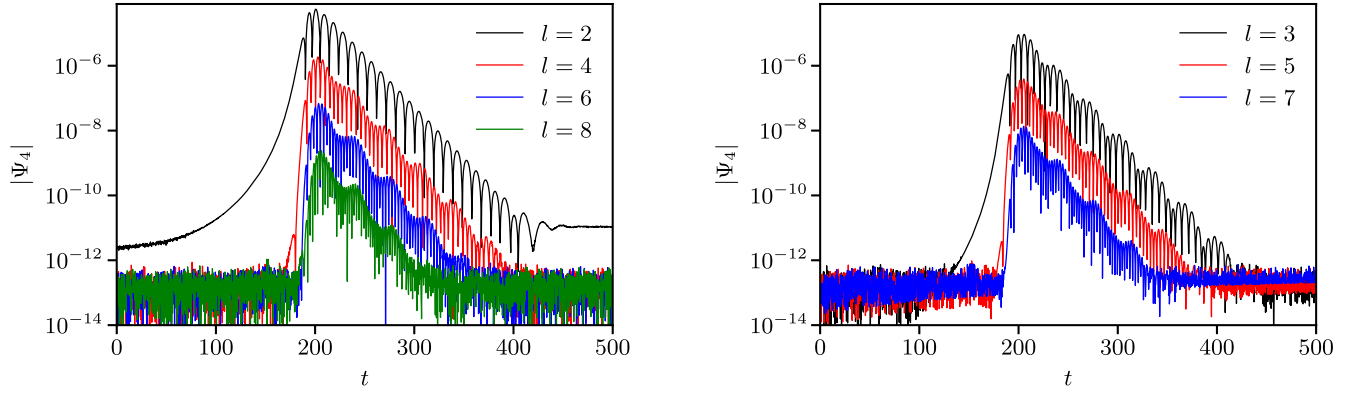 |Ψ₄|
10⁻⁶
10⁻⁸
10⁻¹⁰
10⁻¹²
10⁻¹⁴
l = 2
l = 4
l = 6
l = 8
0 100 200 300 400 500
t
|Ψ₄|
10⁻⁶
10⁻⁸
10⁻¹⁰
10⁻¹²
10⁻¹⁴
l = 3
l = 5
l = 7
0 100 200 300 400 500
t